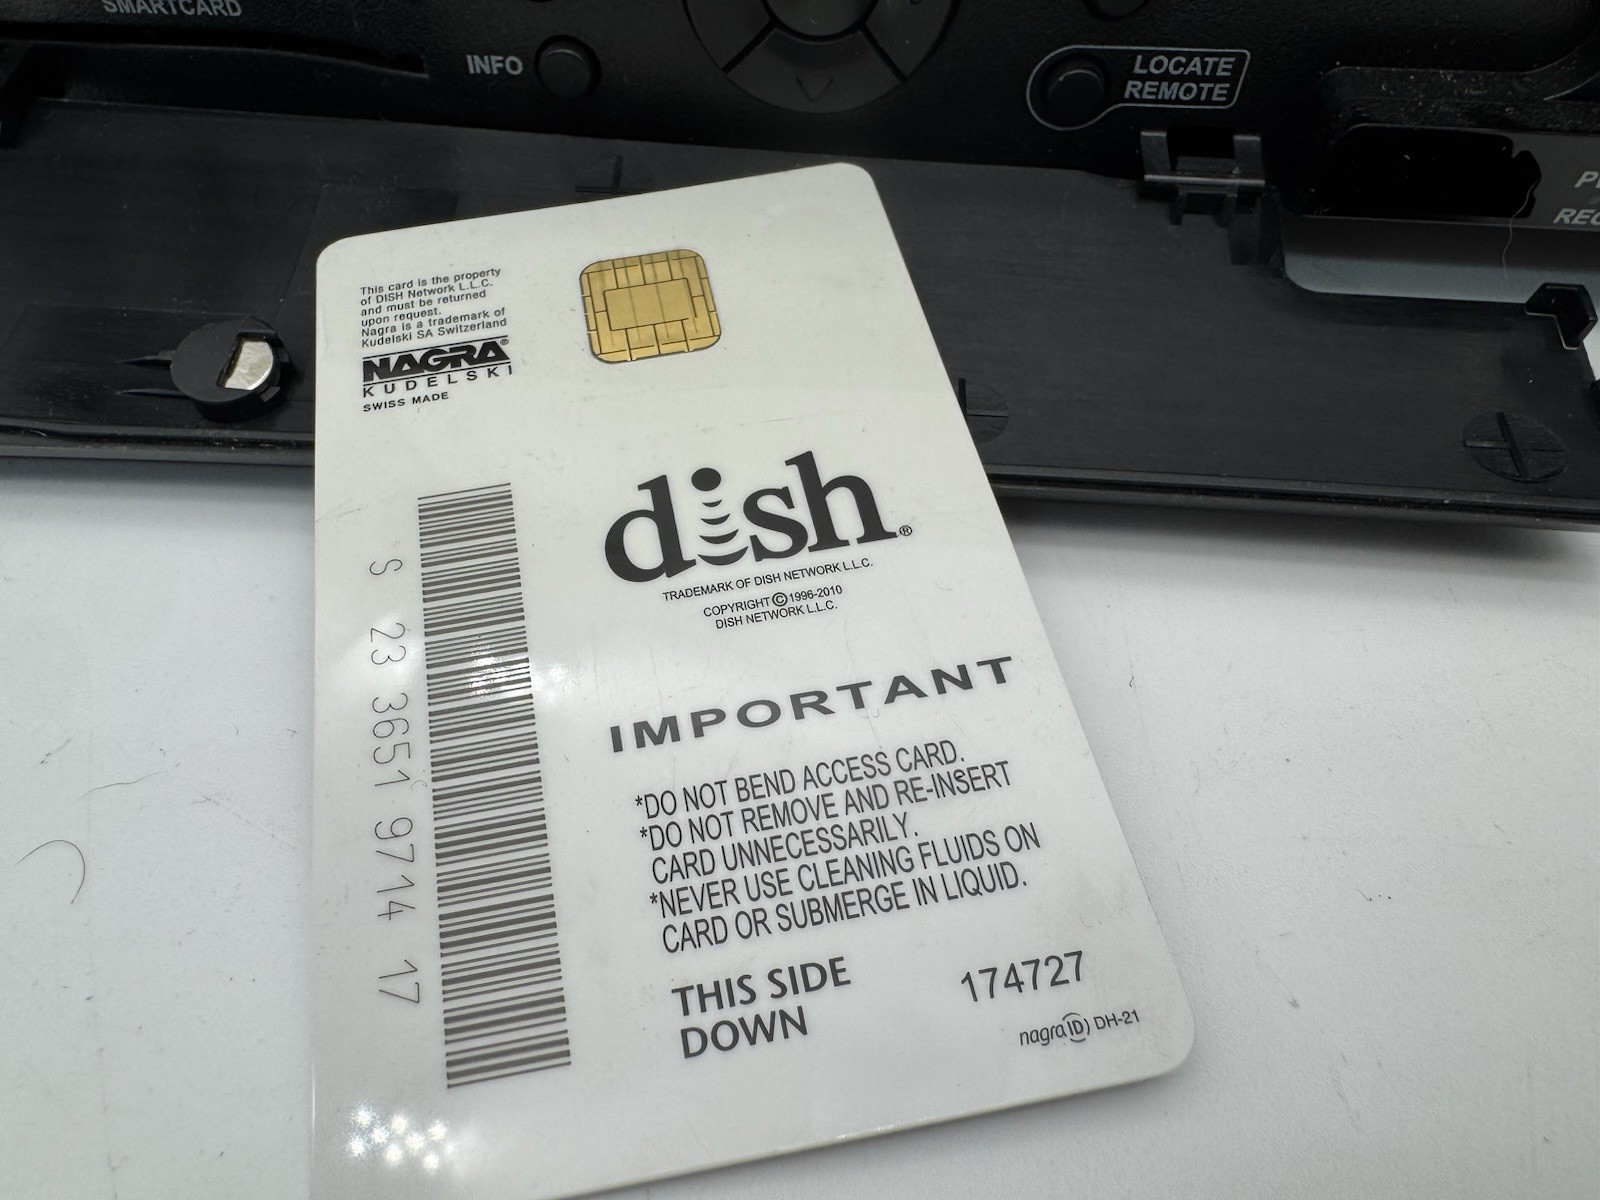 SMARTCARD
INFO
LOCATE
REMOTE
This card is the property
of DISH Network L.L.C.
and must be returned
upon request.
Nagra is a trademark of
Kudelski SA Switzerland
NAGRA®
KUDELSKI
SWISS MADE
S 23 3651 9714 17
dish®
TRADEMARK OF DISH NETWORK L.L.C.
COPYRIGHT © 1996-2010
DISH NETWORK L.L.C.
IMPORTANT
*DO NOT BEND ACCESS CARD.
*DO NOT REMOVE AND RE-INSERT
CARD UNNECESSARILY.
*NEVER USE CLEANING FLUIDS ON
CARD OR SUBMERGE IN LIQUID.
THIS SIDE
DOWN
174727
nagraID DH-21